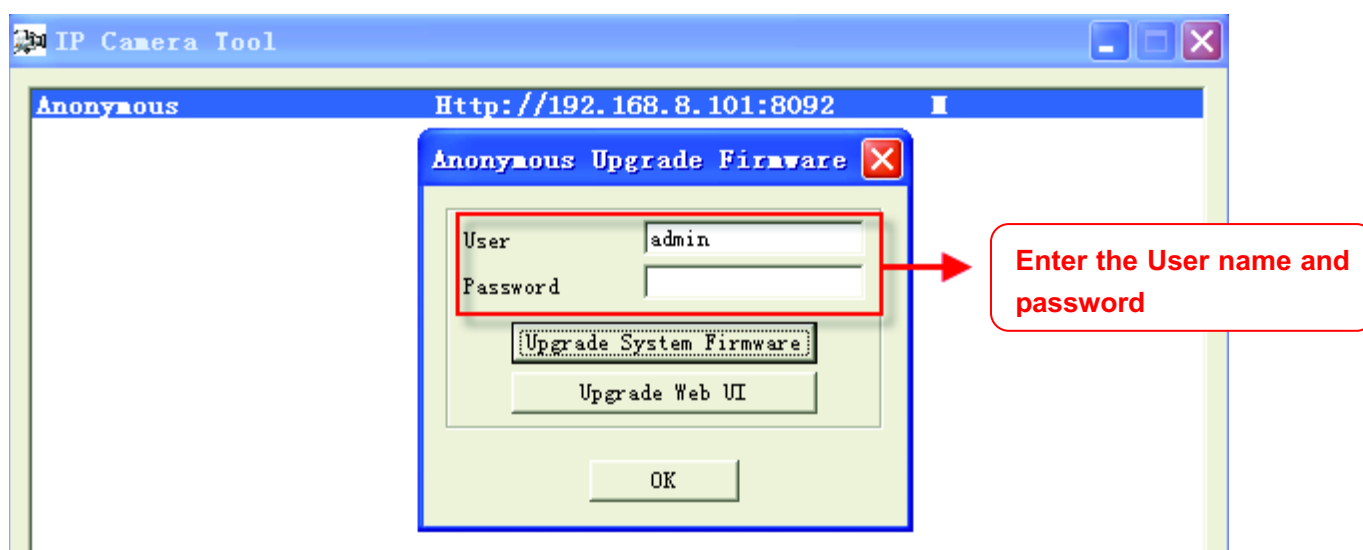 IP Camera Tool
Anonymous Http://192.168.8.101:8092
Anonymous Upgrade Firmware
User admin
Password
Enter the User name and
password
Upgrade System Firmware
Upgrade Web UI
OK